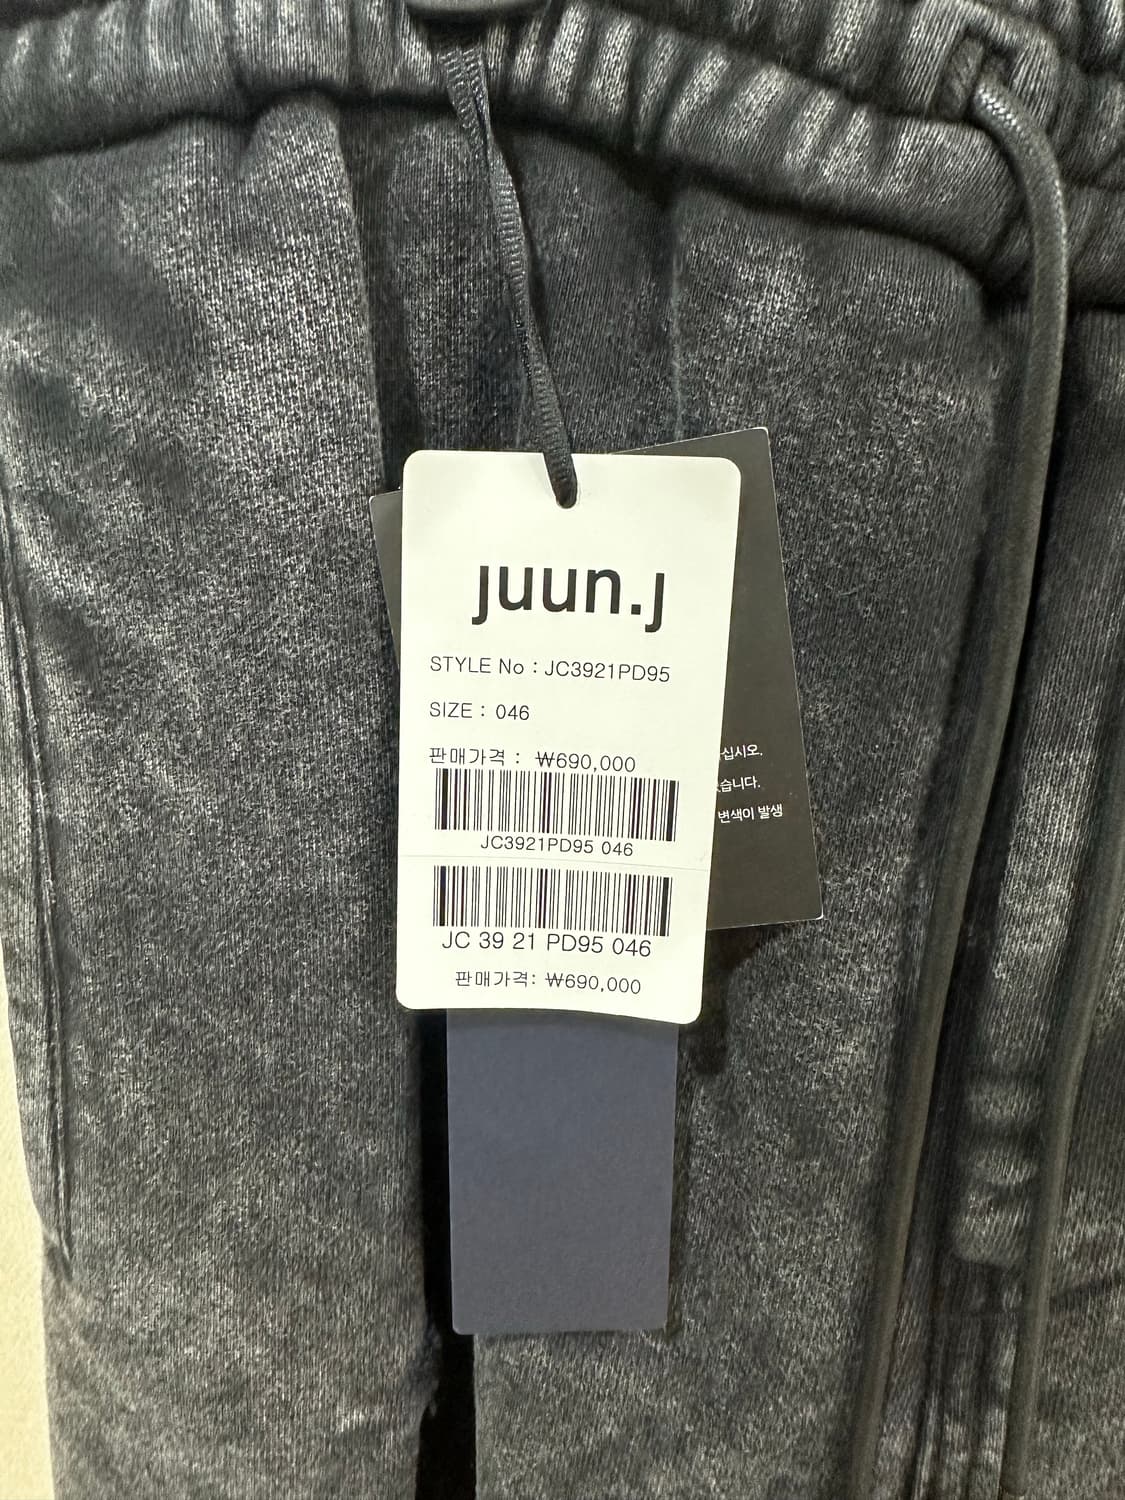 juun.j
STYLE No : JC3921PD95
SIZE : 046
판매가격 : ₩690,000
JC3921PD95 046
JC 39 21 PD95 046
판매가격: ₩690,000
십시오.
습니다.
변색이 발생